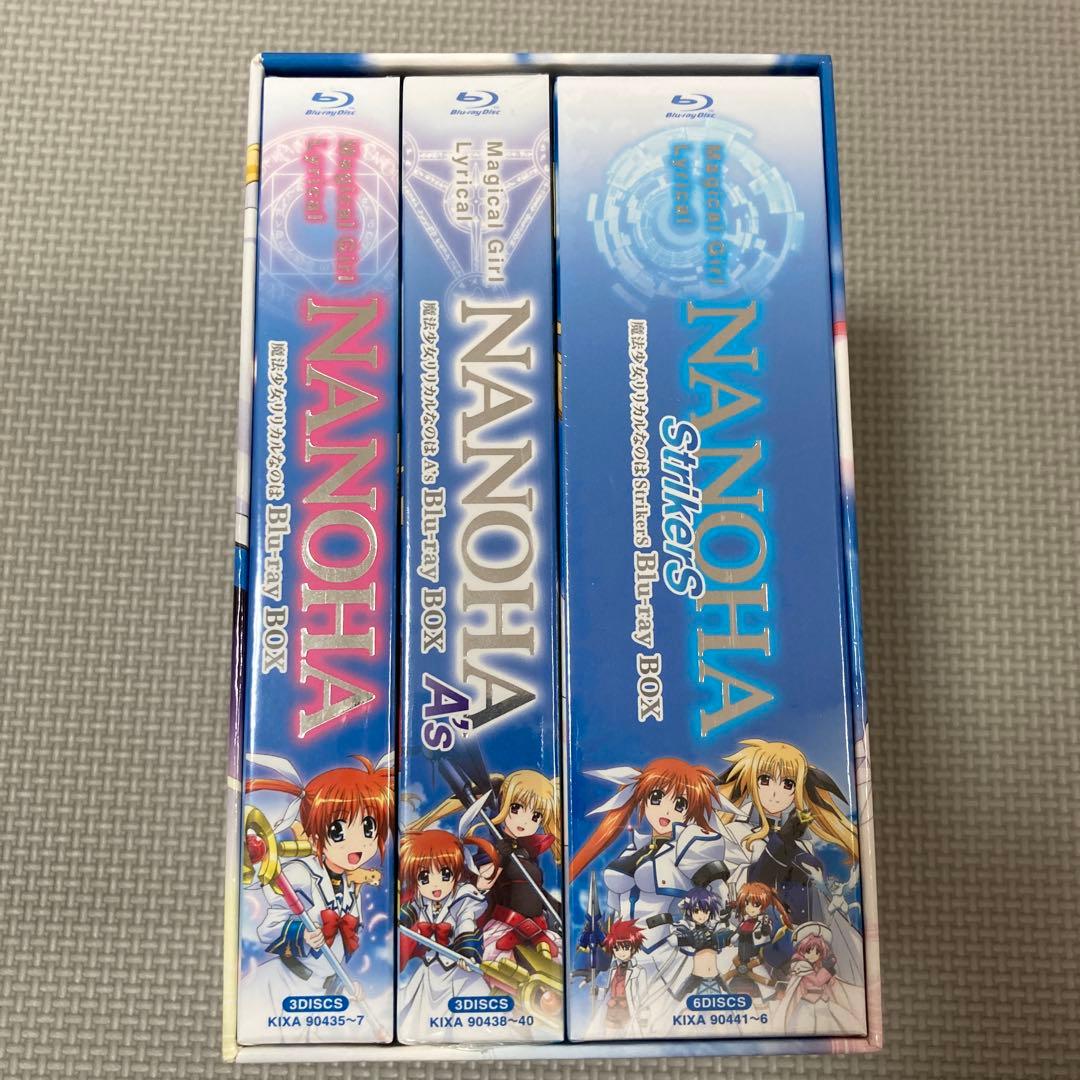 Blu-ray Disc
Magical Girl
Lyrical
NANOHA
魔法少女リリカルなのは Blu-ray BOX
3DISCS
KIXA 90435~7
Blu-ray Disc
Magical Girl
Lyrical
NANOHA
A's
魔法少女リリカルなのは A's Blu-ray BOX
3DISCS
KIXA 90438~40
Blu-ray Disc
Magical Girl
Lyrical
NANOHA
StrikerS
魔法少女リリカルなのは StrikerS Blu-ray BOX
6DISCS
KIXA 90441~6